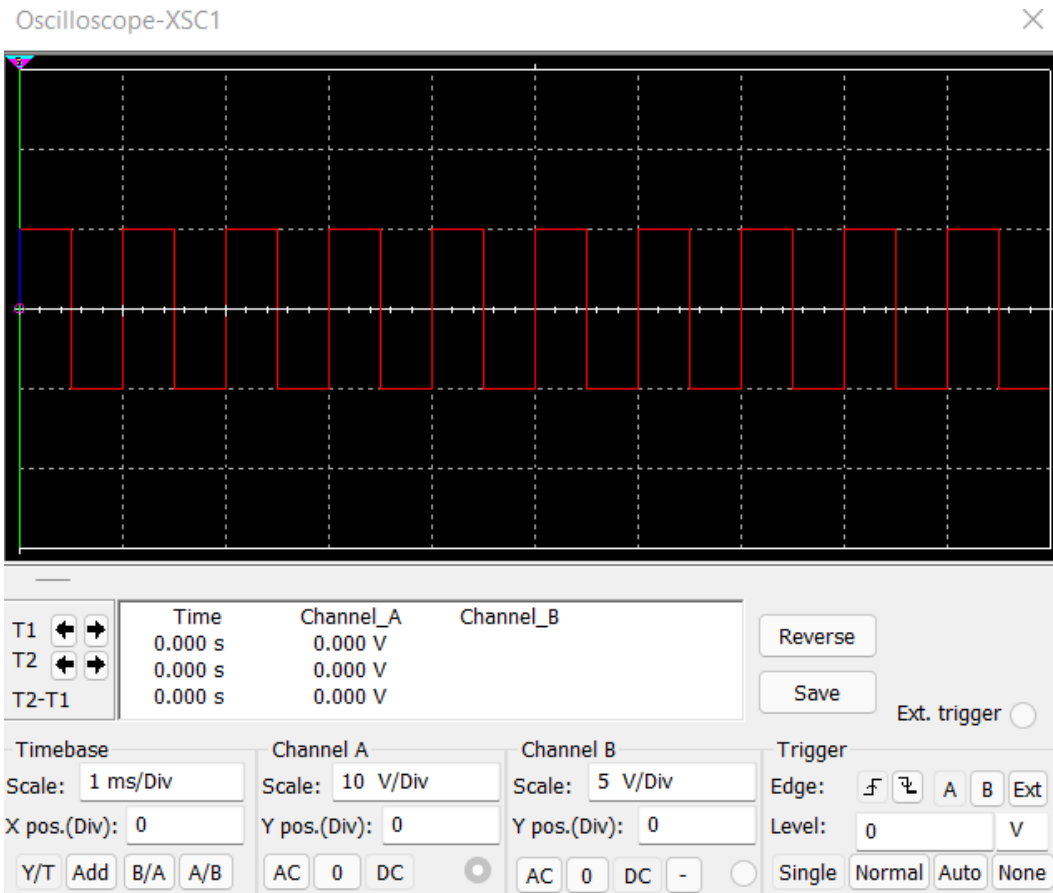 Oscilloscope-XSC1
Time Channel_A Channel_B
T1 0.000 s 0.000 V
T2 0.000 s 0.000 V
T2-T1 0.000 s 0.000 V
Reverse
Save
Ext. trigger
Timebase
Scale: 1 ms/Div
X pos.(Div): 0
Y/T Add B/A A/B
Channel A
Scale: 10 V/Div
Y pos.(Div): 0
AC 0 DC
Channel B
Scale: 5 V/Div
Y pos.(Div): 0
AC 0 DC -
Trigger
Edge: A B Ext
Level: 0 V
Single Normal Auto None